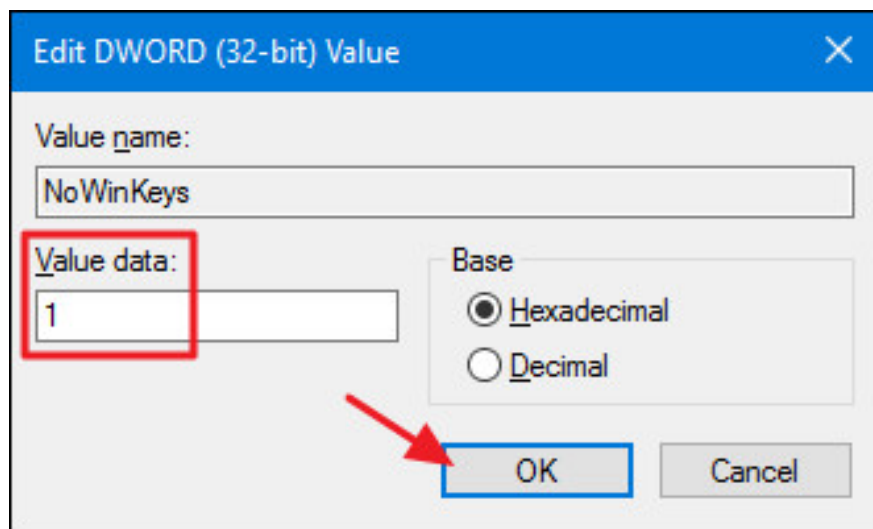 Edit DWORD (32-bit) Value
Value name:
NoWinKeys
Value data:
1
Base
Hexadecimal
Decimal
OK
Cancel